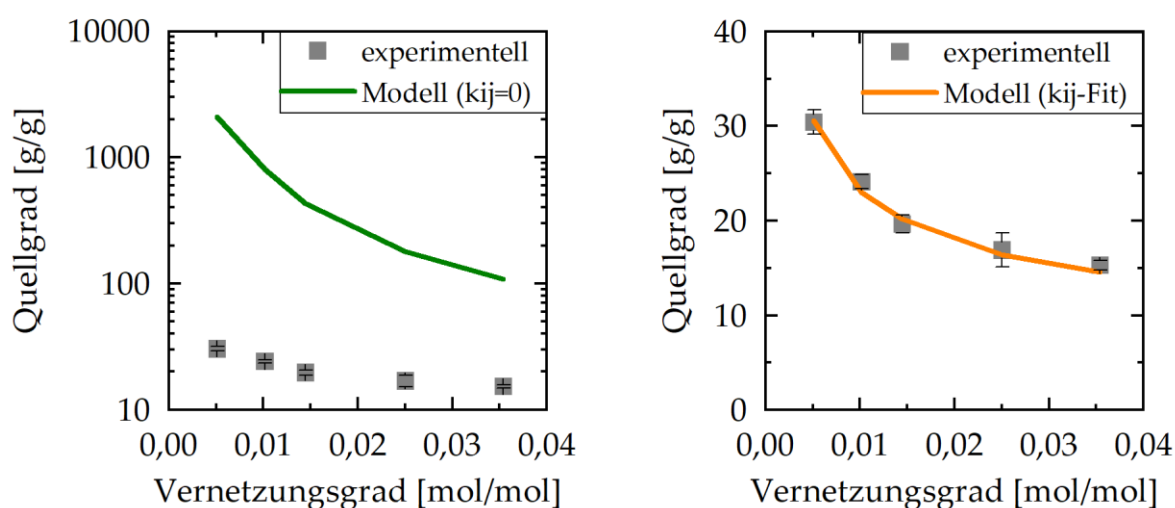 10000
1000
100
10
Quellgrad [g/g]
experimentell
Modell (kij=0)
0,00 0,01 0,02 0,03 0,04
Vernetzungsgrad [mol/mol]
40
30
20
10
0
Quellgrad [g/g]
experimentell
Modell (kij-Fit)
0,00 0,01 0,02 0,03 0,04
Vernetzungsgrad [mol/mol]